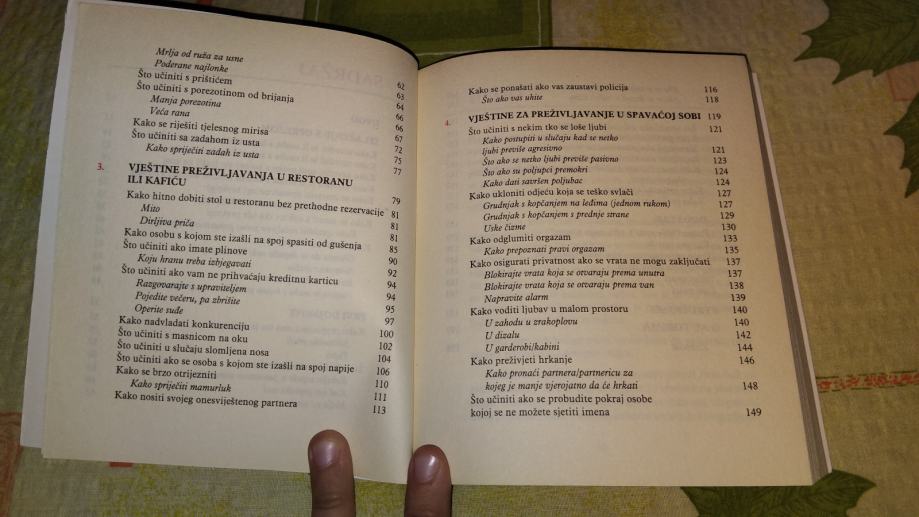 Mrlja od ruža za usne 62
Poderane najlonke 63
Što učiniti s prištićem 64
Što učiniti s porezotinom od brijanja 66
Manja porezotina 66
Veća rana 67
Kako se riješiti tjelesnog mirisa 72
Što učiniti sa zadahom iz usta 75
Kako spriječiti zadah iz usta 77
3. VJEŠTINE PREŽIVLJAVANJA U RESTORANU
ILI KAFIĆU 79
Kako hitno dobiti stol u restoranu bez prethodne rezervacije 81
Mito 81
Dirljiva priča 81
Kako osobu s kojom ste izašli na spoj spasiti od gušenja 85
Što učiniti ako imate plinove 90
Koju hranu treba izbjegavati 92
Što učiniti ako vam ne prihvaćaju kreditnu karticu 94
Razgovarajte s upraviteljem 94
Pojedite večeru, pa zbrišite 95
Operite suđe 97
Kako nadvladati konkurenciju 100
Što učiniti s masnicom na oku 102
Što učiniti u slučaju slomljena nosa 104
Što učiniti ako se osoba s kojom ste izašli na spoj napije 106
Kako se brzo otrijezniti 110
Kako spriječiti mamurluk 111
Kako nositi svojeg onesviještenog partnera 113
Kako se ponašati ako vas zaustavi policija 116
Što ako vas uhite 118
4. VJEŠTINE ZA PREŽIVLJAVANJE U SPAVAĆOJ SOBI 119
Što učiniti s nekim tko se loše ljubi 121
Kako postupiti u slučaju kad se netko
ljubi previše agresivno 121
Što ako se netko ljubi previše pasivno 123
Što ako su poljupci premokri 124
Kako dati savršen poljubac 124
Kako ukloniti odjeću koja se teško svlači 127
Grudnjak s kopčanjem na leđima (jednom rukom) 127
Grudnjak s kopčanjem s prednje strane 129
Uske čizme 130
Kako odglumiti orgazam 133
Kako prepoznati pravi orgazam 135
Kako osigurati privatnost ako se vrata ne mogu zaključati 137
Blokirajte vrata koja se otvaraju prema unutra 137
Blokirajte vrata koja se otvaraju prema van 138
Napravite alarm 139
Kako voditi ljubav u malom prostoru 140
U zahodu u zrakoplovu 140
U dizalu 142
U garderobi/kabini 144
Kako preživjeti hrkanje 146
Kako pronaći partnera/partnericu za
kojeg je manje vjerojatno da će hrkati 148
Što učiniti ako se probudite pokraj osobe
kojoj se ne možete sjetiti imena 149